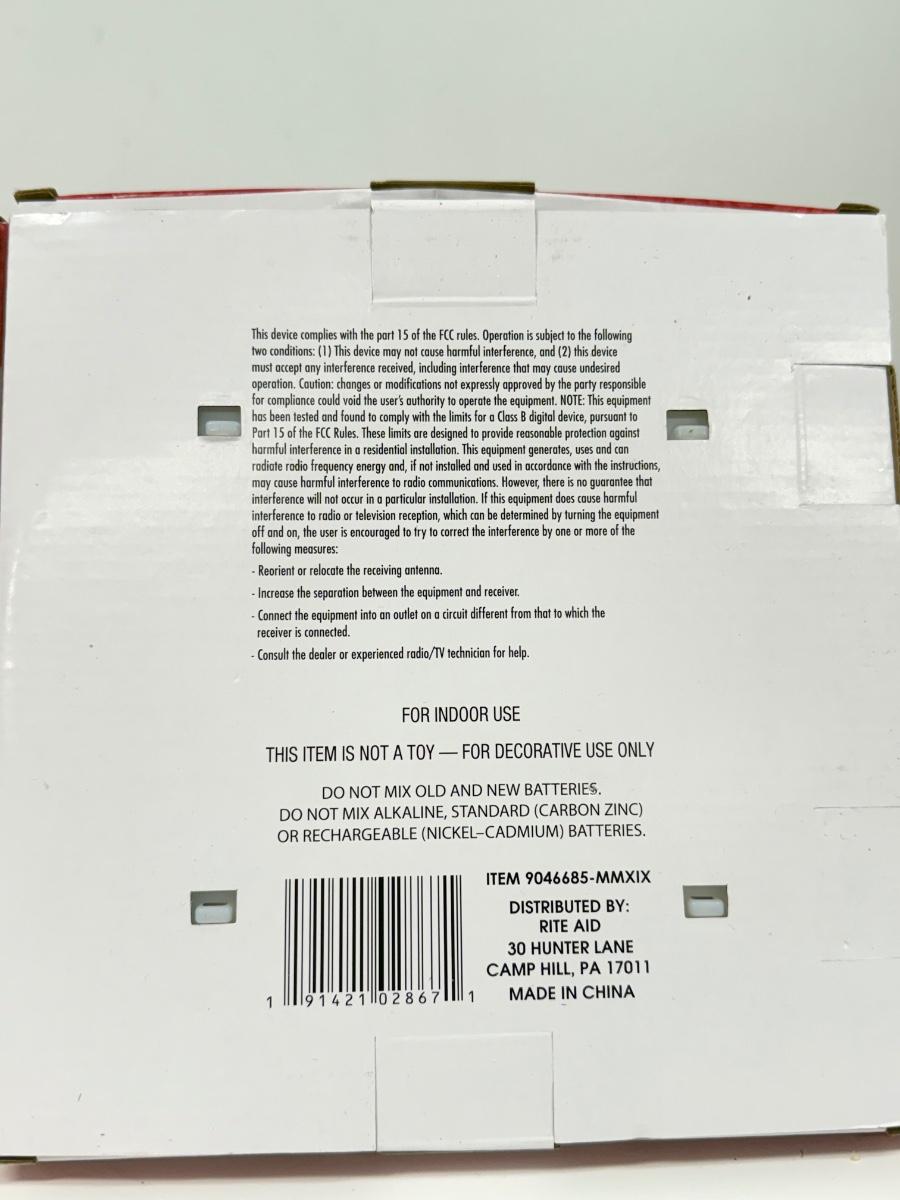 This device complies with the part 15 of the FCC rules. Operation is subject to the following
two conditions: (1) This device may not cause harmful interference, and (2) this device
must accept any interference received, including interference that may cause undesired
operation. Caution: changes or modifications not expressly approved by the party responsible
for compliance could void the user's authority to operate the equipment. NOTE: This equipment
has been tested and found to comply with the limits for a Class B digital device, pursuant to
Part 15 of the FCC Rules. These limits are designed to provide reasonable protection against
harmful interference in a residential installation. This equipment generates, uses and can
radiate radio frequency energy and, if not installed and used in accordance with the instructions,
may cause harmful interference to radio communications. However, there is no guarantee that
interference will not occur in a particular installation. If this equipment does cause harmful
interference to radio or television reception, which can be determined by turning the equipment
off and on, the user is encouraged to try to correct the interference by one or more of the
following measures:
- Reorient or relocate the receiving antenna.
- Increase the separation between the equipment and receiver.
- Connect the equipment into an outlet on a circuit different from that to which the
receiver is connected.
- Consult the dealer or experienced radio/TV technician for help.
FOR INDOOR USE
THIS ITEM IS NOT A TOY — FOR DECORATIVE USE ONLY
DO NOT MIX OLD AND NEW BATTERIES.
DO NOT MIX ALKALINE, STANDARD (CARBON ZINC)
OR RECHARGEABLE (NICKEL–CADMIUM) BATTERIES.
ITEM 9046685-MMXIX
DISTRIBUTED BY:
RITE AID
30 HUNTER LANE
CAMP HILL, PA 17011
MADE IN CHINA
1 91421 02867 1